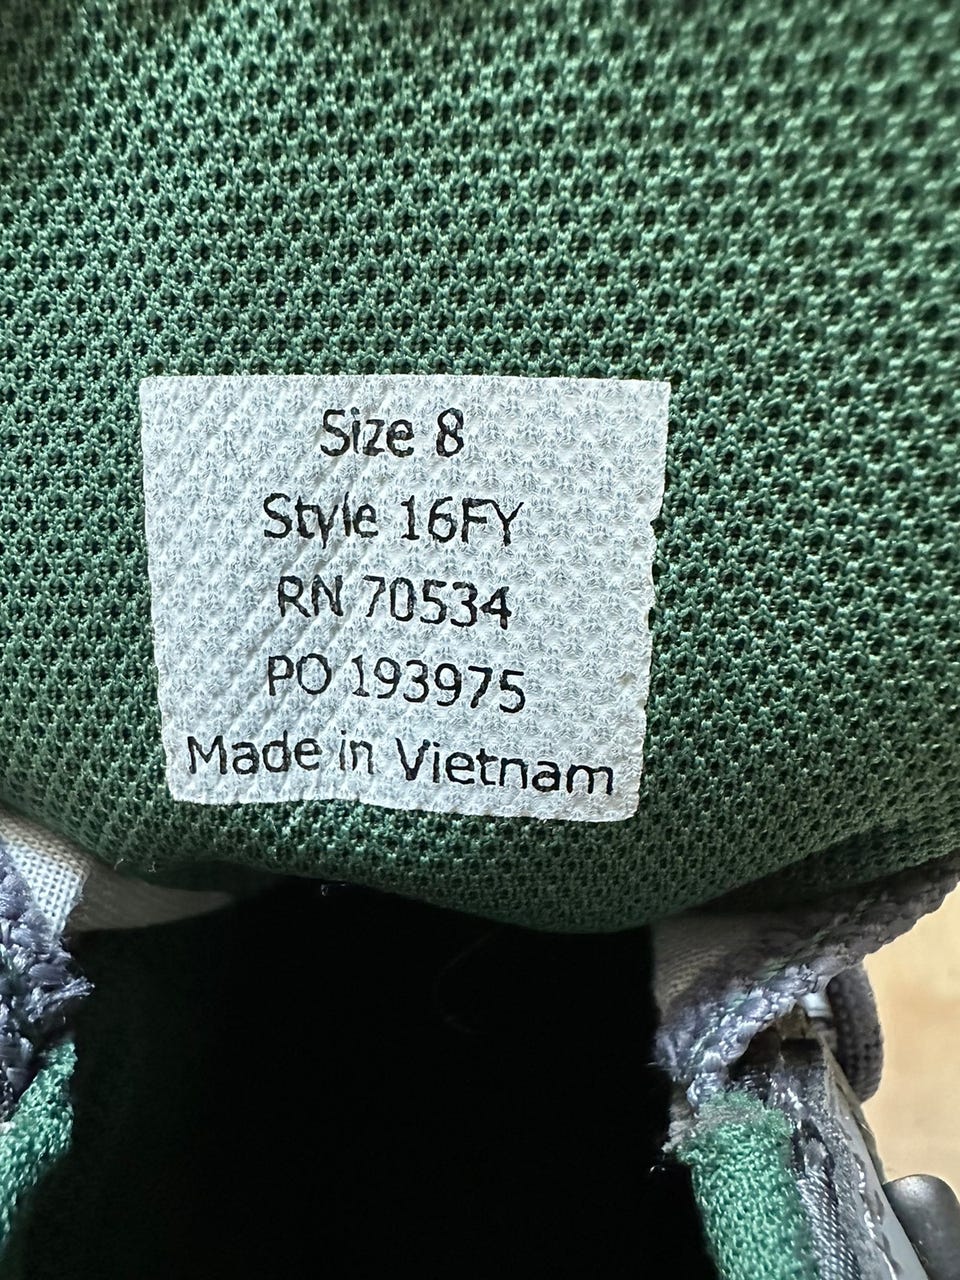 Size 8
Style 16FY
RN 70534
PO 193975
Made in Vietnam